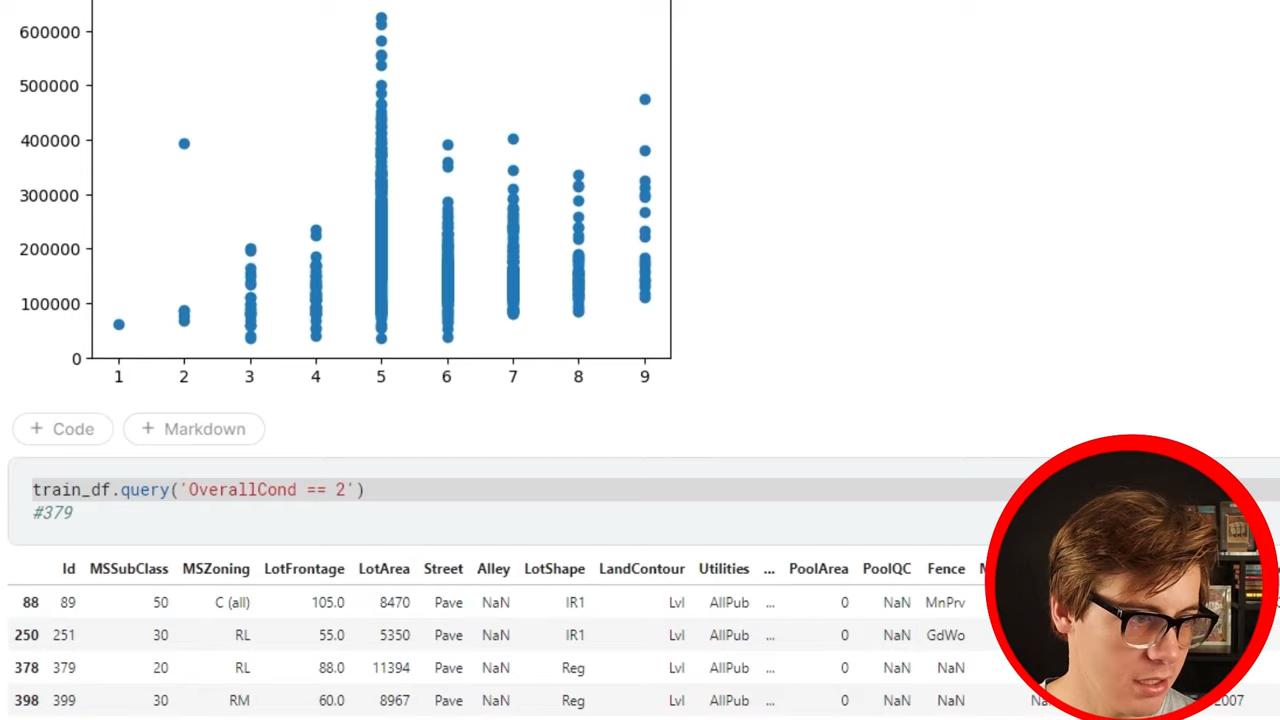 600000
500000
400000
300000
200000
100000
0
1 2 3 4 5 6 7 8 9
+ Code + Markdown
train_df.query('OverallCond == 2')
#379
Id MSSubClass MSZoning LotFrontage LotArea Street Alley LotShape LandContour Utilities ... PoolArea PoolQC Fence
88 89 50 C (all) 105.0 8470 Pave NaN IR1 Lvl AllPub ... 0 NaN MnPrv
250 251 30 RL 55.0 5350 Pave NaN IR1 Lvl AllPub ... 0 NaN GdWo
378 379 20 RL 88.0 11394 Pave NaN Reg Lvl AllPub ... 0 NaN NaN
398 399 30 RM 60.0 8967 Pave NaN Reg Lvl AllPub ... 0 NaN NaN 2007